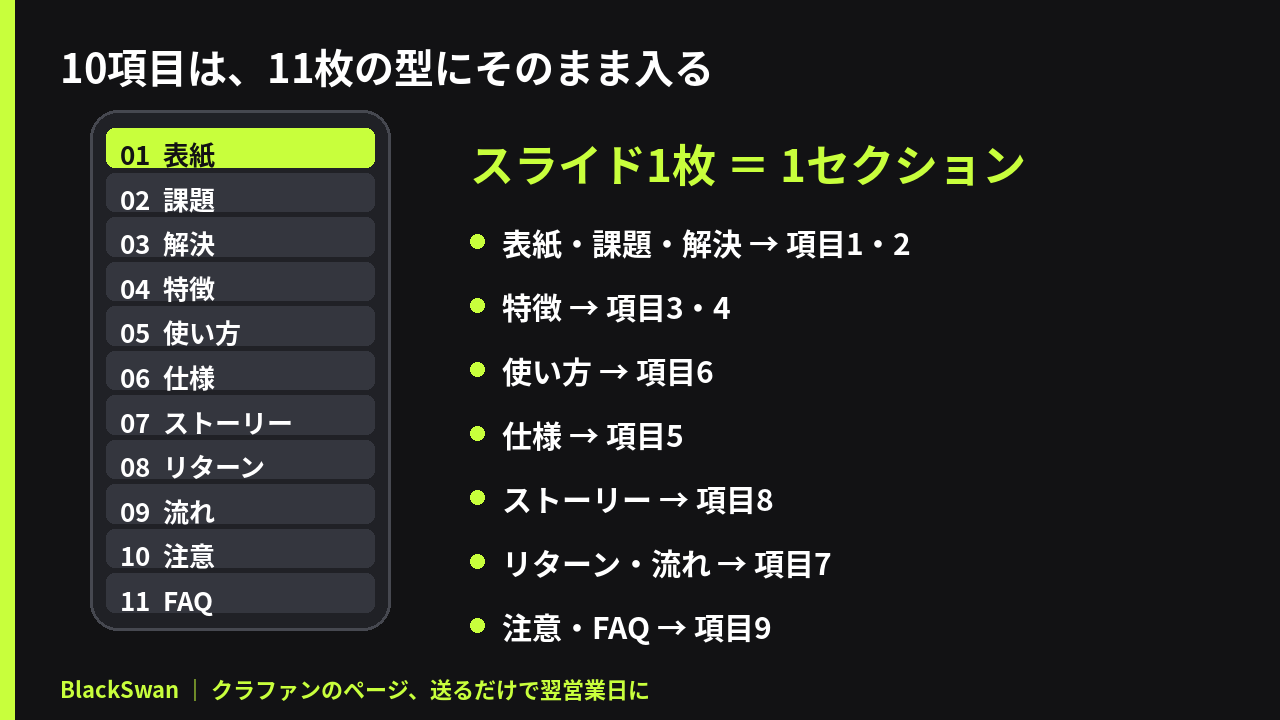 10項目は、11枚の型にそのまま入る
01 表紙
02 課題
03 解決
04 特徴
05 使い方
06 仕様
07 ストーリー
08 リターン
09 流れ
10 注意
11 FAQ
スライド1枚 ＝ 1セクション
表紙・課題・解決 → 項目1・2
特徴 → 項目3・4
使い方 → 項目6
仕様 → 項目5
ストーリー → 項目8
リターン・流れ → 項目7
注意・FAQ → 項目9
BlackSwan｜クラファンのページ、送るだけで翌営業日に